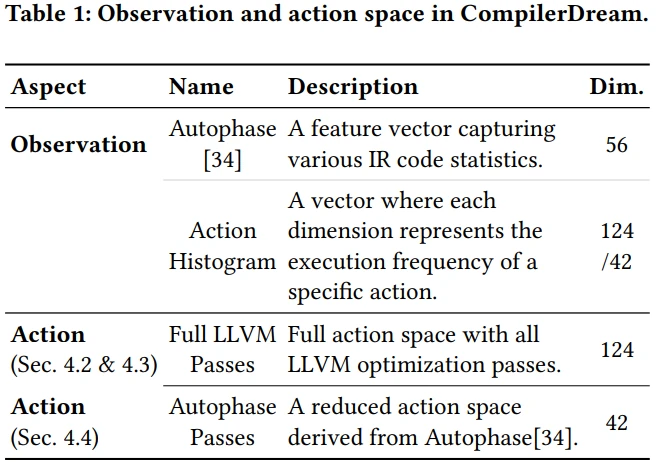 Table 1: Observation and action space in CompilerDream.
Aspect Name Description Dim.
Observation
Autophase
[34]
A feature vector capturing
various IR code statistics.
56
Action
Histogram
A vector where each
dimension represents the
execution frequency of a
specific action.
124
/42
Action
(Sec. 4.2 & 4.3)
Full LLVM
Passes
Full action space with all
LLVM optimization passes.
124
Action
(Sec. 4.4)
Autophase
Passes
A reduced action space
derived from Autophase[34].
42